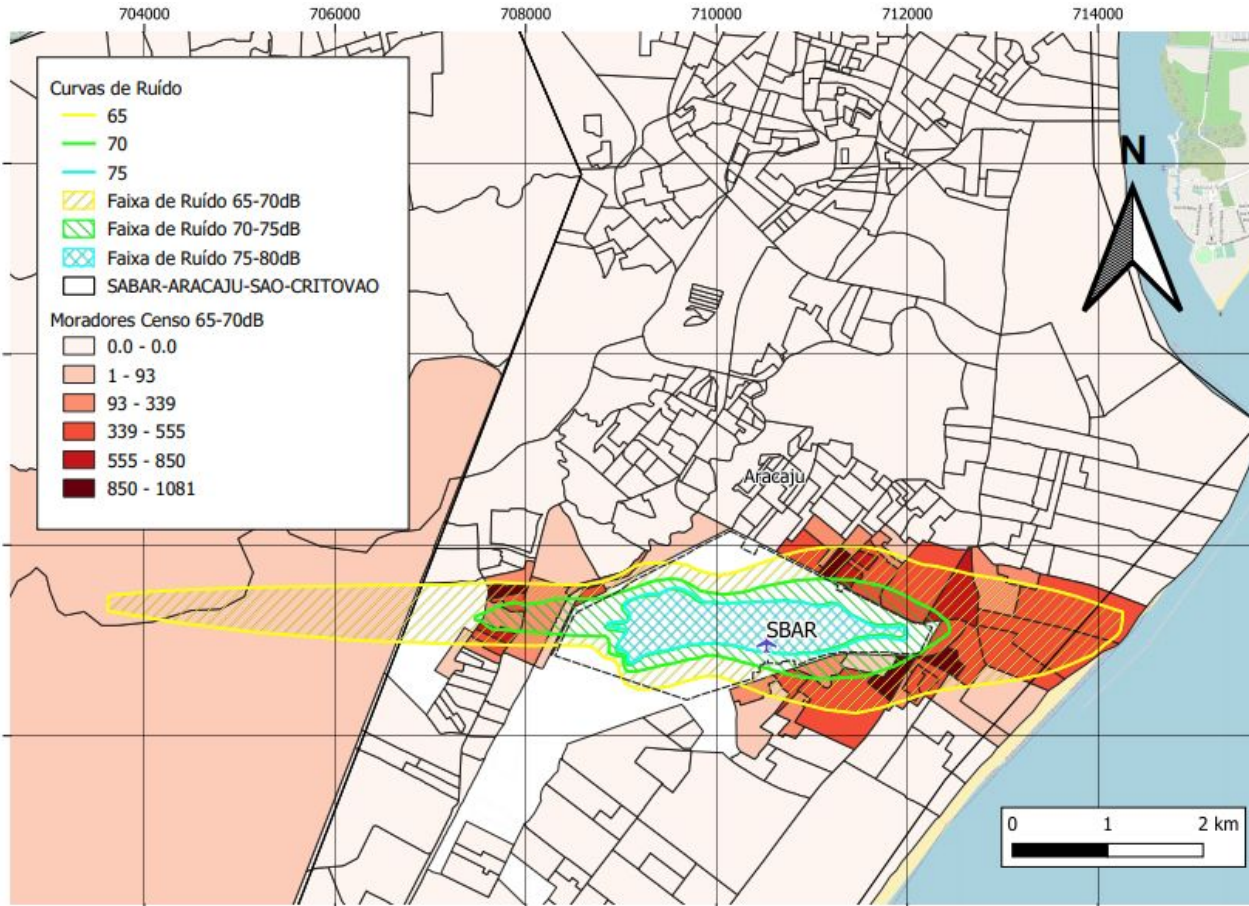 704000 706000 708000 710000 712000 714000
Curvas de Ruído
65
70
75
Faixa de Ruído 65-70dB
Faixa de Ruído 70-75dB
Faixa de Ruído 75-80dB
SABAR-ARACAJU-SAO-CRITOVAO
Moradores Censo 65-70dB
0.0 - 0.0
1 - 93
93 - 339
339 - 555
555 - 850
850 - 1081
N
Aracaju
SBAR
0 1 2 km